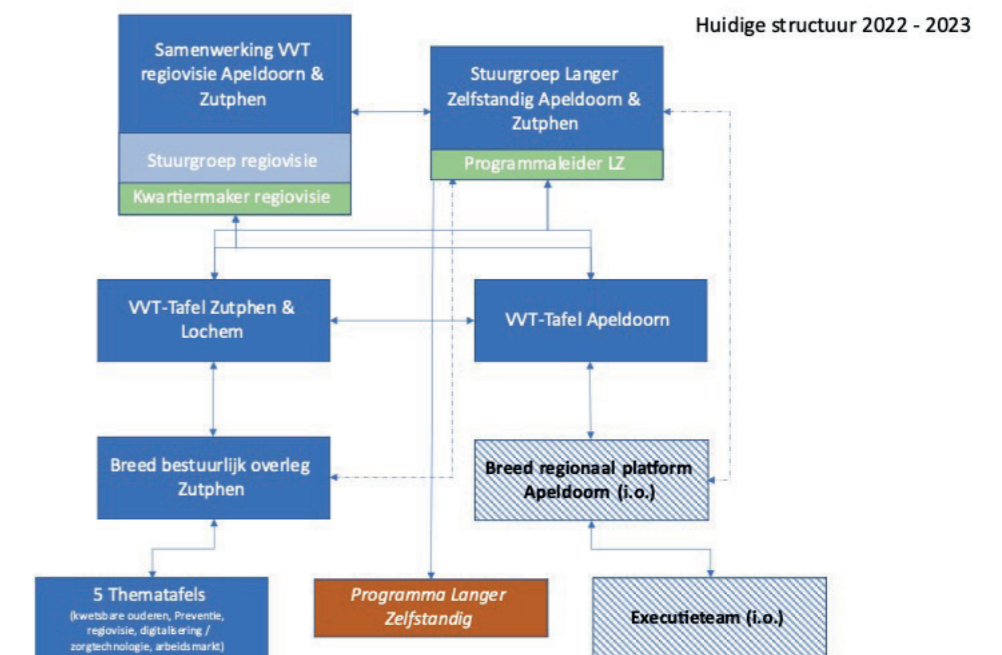 Huidige structuur 2022 - 2023
Samenwerking VVT
regiovisie Apeldoorn &
Zutphen
Stuurgroep regiovisie
Kwartiermaker regiovisie
Stuurgroep Langer
Zelfstandig Apeldoorn &
Zutphen
Programmaleider LZ
VVT-Tafel Zutphen &
Lochem
VVT-Tafel Apeldoorn
Breed bestuurlijk overleg
Zutphen
Breed regionaal platform
Apeldoorn (i.o.)
5 Thematafels
(kwetsbare ouderen, Preventie,
regiovisie, digitalisering /
zorgtechnologie, arbeidsmarkt)
Programma Langer
Zelfstandig
Executieteam (i.o.)